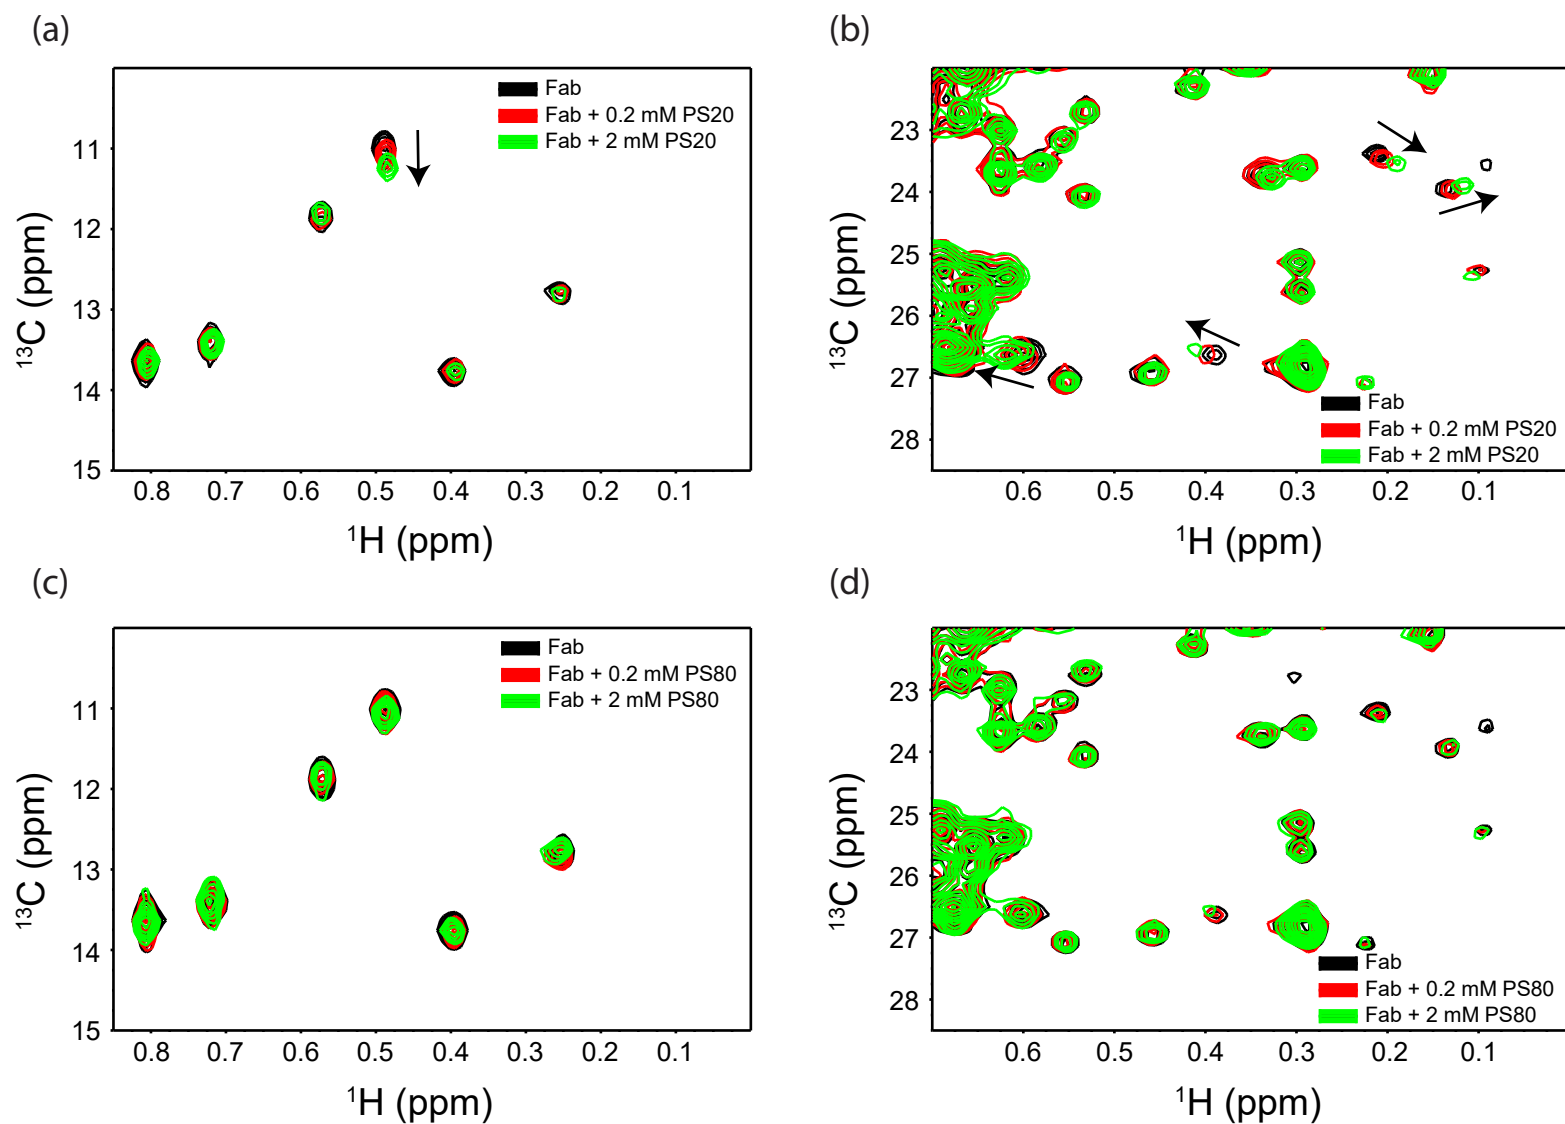 (a)
Fab
Fab + 0.2 mM PS20
Fab + 2 mM PS20
11
12
13
14
15
0.8 0.7 0.6 0.5 0.4 0.3 0.2 0.1
¹³C (ppm)
¹H (ppm)
(b)
23
24
25
26
27
28
Fab
Fab + 0.2 mM PS20
Fab + 2 mM PS20
0.6 0.5 0.4 0.3 0.2 0.1
¹³C (ppm)
¹H (ppm)
(c)
Fab
Fab + 0.2 mM PS80
Fab + 2 mM PS80
11
12
13
14
15
0.8 0.7 0.6 0.5 0.4 0.3 0.2 0.1
¹³C (ppm)
¹H (ppm)
(d)
23
24
25
26
27
28
Fab
Fab + 0.2 mM PS80
Fab + 2 mM PS80
0.6 0.5 0.4 0.3 0.2 0.1
¹³C (ppm)
¹H (ppm)